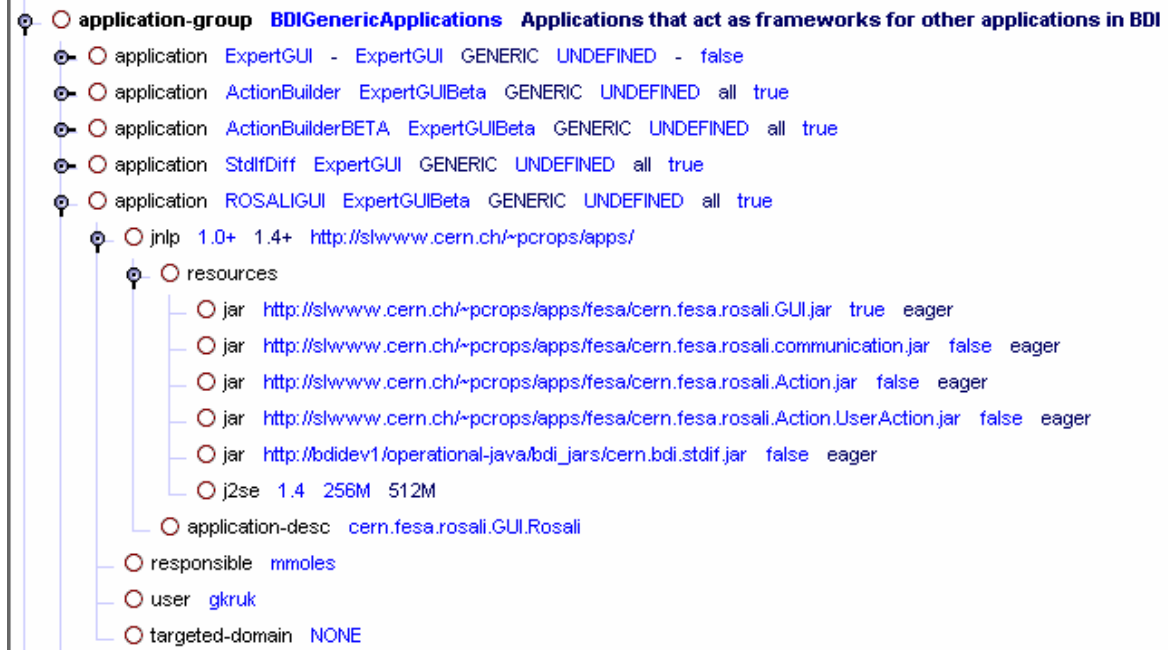 application-group BDIGenericApplications Applications that act as frameworks for other applications in BDI
application ExpertGUI - ExpertGUI GENERIC UNDEFINED - false
application ActionBuilder ExpertGUIBeta GENERIC UNDEFINED all true
application ActionBuilderBETA ExpertGUIBeta GENERIC UNDEFINED all true
application StdIfDiff ExpertGUI GENERIC UNDEFINED all true
application ROSALIGUI ExpertGUIBeta GENERIC UNDEFINED all true
jnlp 1.0+ 1.4+ http://slwww.cern.ch/~pcrops/apps/
resources
jar http://slwww.cern.ch/~pcrops/apps/fesa/cern.fesa.rosali.GUI.jar true eager
jar http://slwww.cern.ch/~pcrops/apps/fesa/cern.fesa.rosali.communication.jar false eager
jar http://slwww.cern.ch/~pcrops/apps/fesa/cern.fesa.rosali.Action.jar false eager
jar http://slwww.cern.ch/~pcrops/apps/fesa/cern.fesa.rosali.Action.UserAction.jar false eager
jar http://bdidev1/operational-java/bdi_jars/cern.bdi.stdif.jar false eager
j2se 1.4 256M 512M
application-desc cern.fesa.rosali.GUI.Rosali
responsible mmoles
user gkruk
targeted-domain NONE